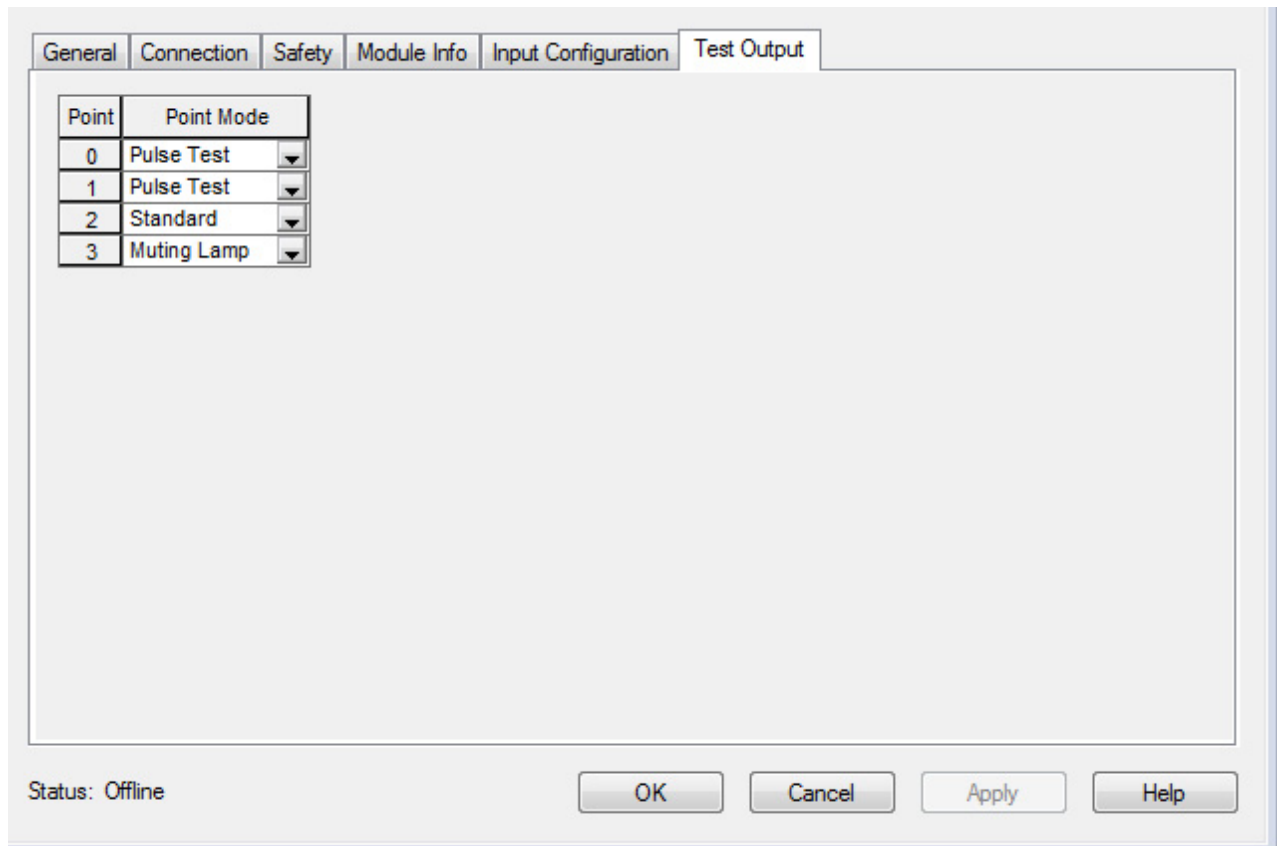 General Connection Safety Module Info Input Configuration Test Output
Point Point Mode
0 Pulse Test
1 Pulse Test
2 Standard
3 Muting Lamp
Status: Offline OK Cancel Apply Help